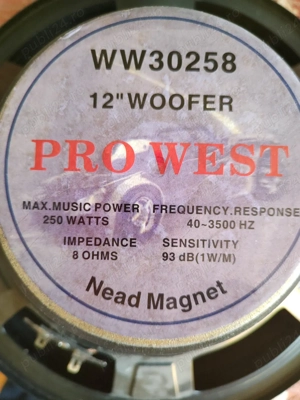 WW30258
12" WOOFER
PRO WEST
MAX.MUSIC POWER FREQUENCY.RESPONSE
250 WATTS 40~3500 HZ
IMPEDANCE SENSITIVITY
8 OHMS 93 dB(1W/M)
Nead Magnet